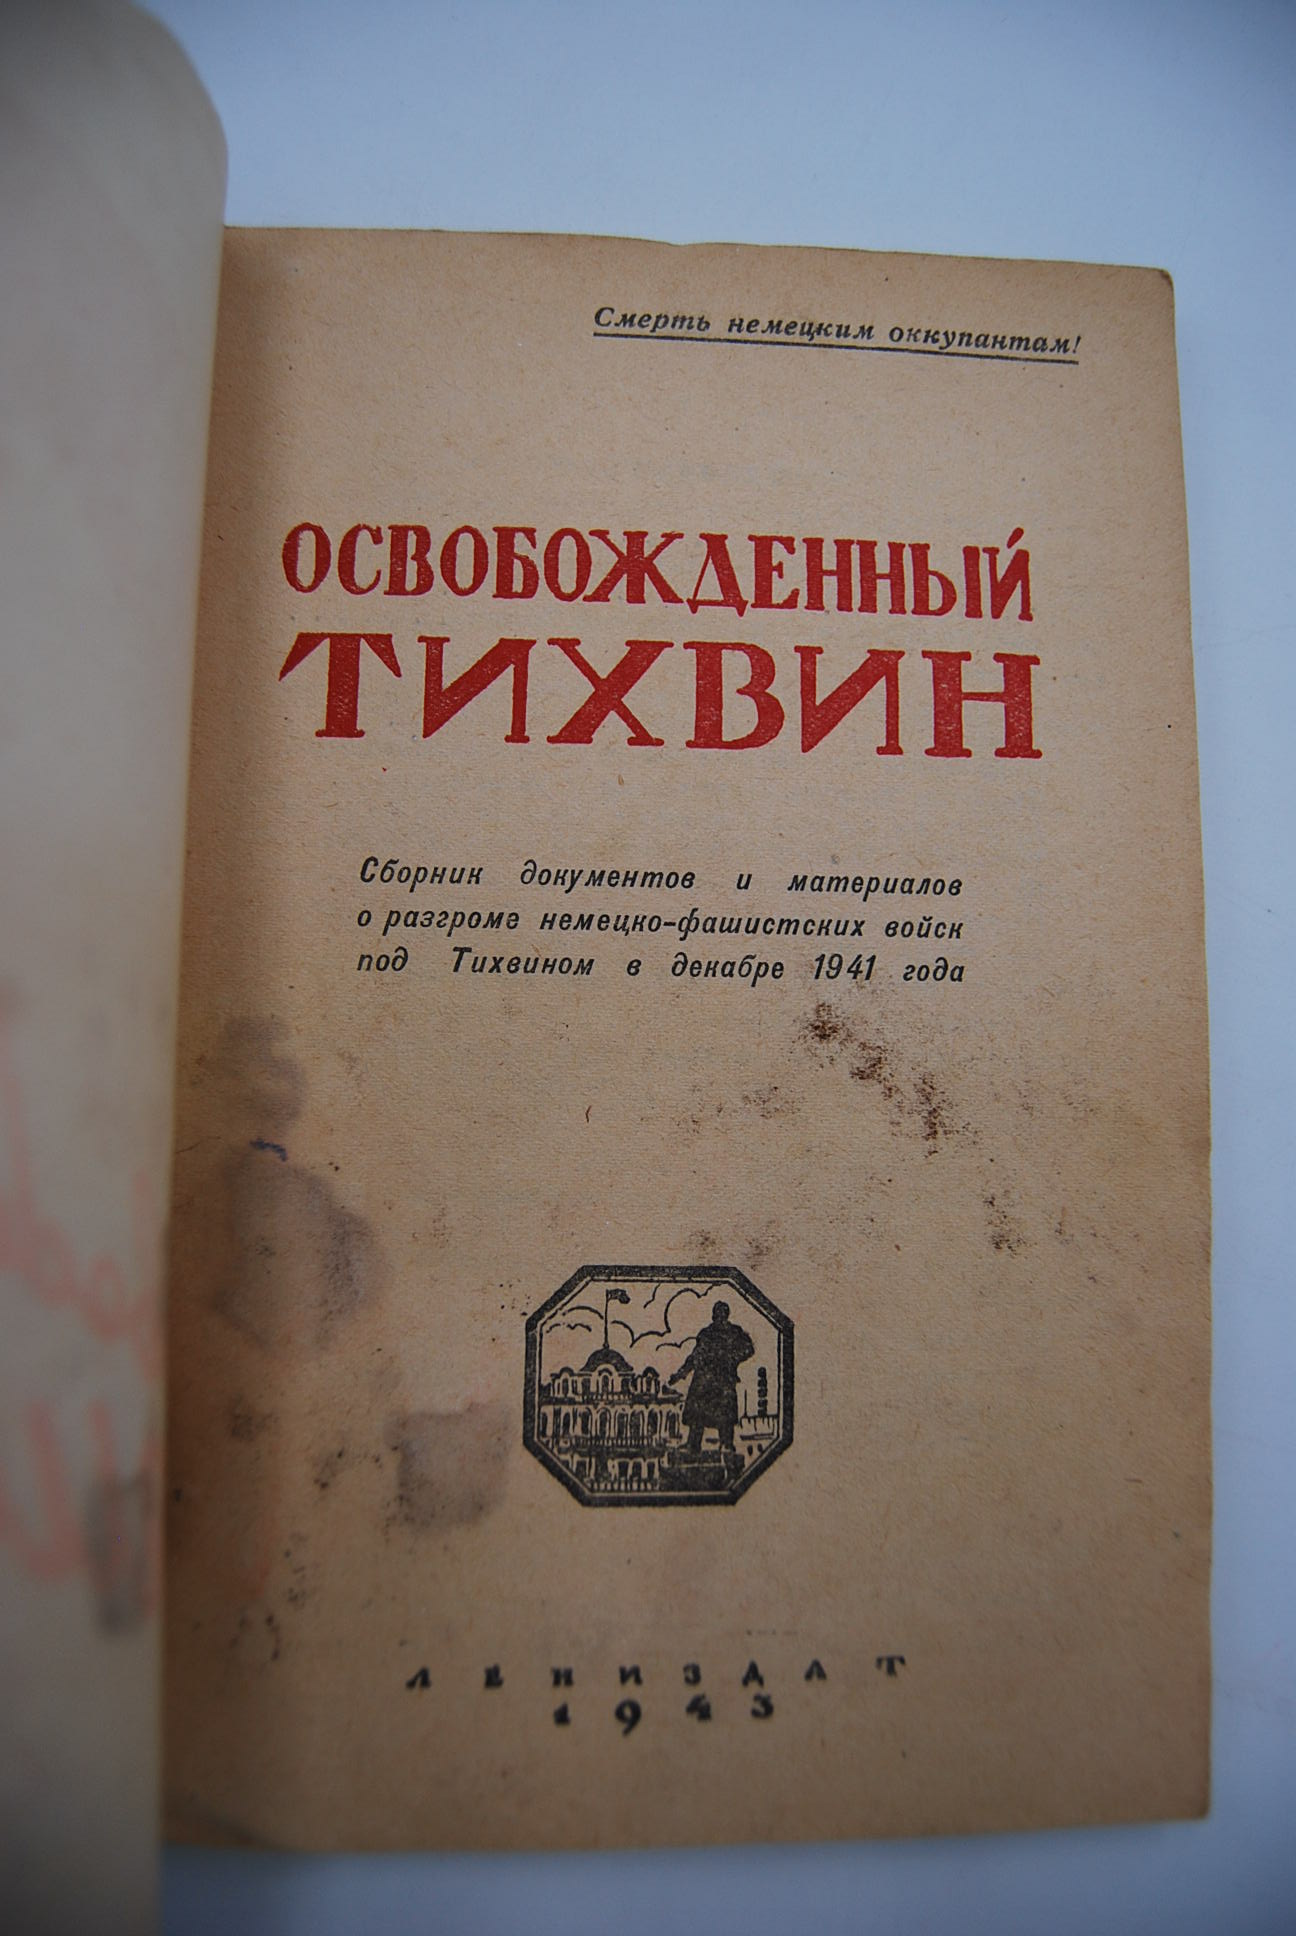 Смерть немецким оккупантам!
ОСВОБОЖДЕННЫЙ
ТИХВИН
Сборник документов и материалов
о разгроме немецко-фашистских войск
под Тихвином в декабре 1941 года
ЛЕНИЗДАТ
1943